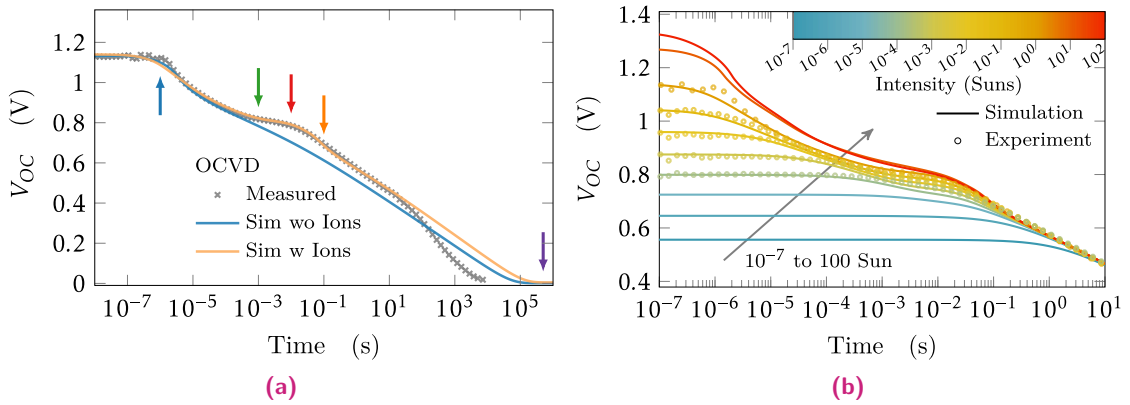 1.2
1
0.8
0.6
0.4
0.2
0
V_OC (V)
OCVD
Measured
Sim wo Ions
Sim w Ions
10^-7 10^-5 10^-3 10^-1 10^1 10^3 10^5
Time (s)
(a)
1.4
1.2
1.0
0.8
0.6
0.4
V_OC (V)
10^-7 10^-6 10^-5 10^-4 10^-3 10^-2 10^-1 10^0 10^1 10^2
Intensity (Suns)
Simulation
Experiment
10^-7 to 100 Sun
10^-7 10^-6 10^-5 10^-4 10^-3 10^-2 10^-1 10^0 10^1
Time (s)
(b)